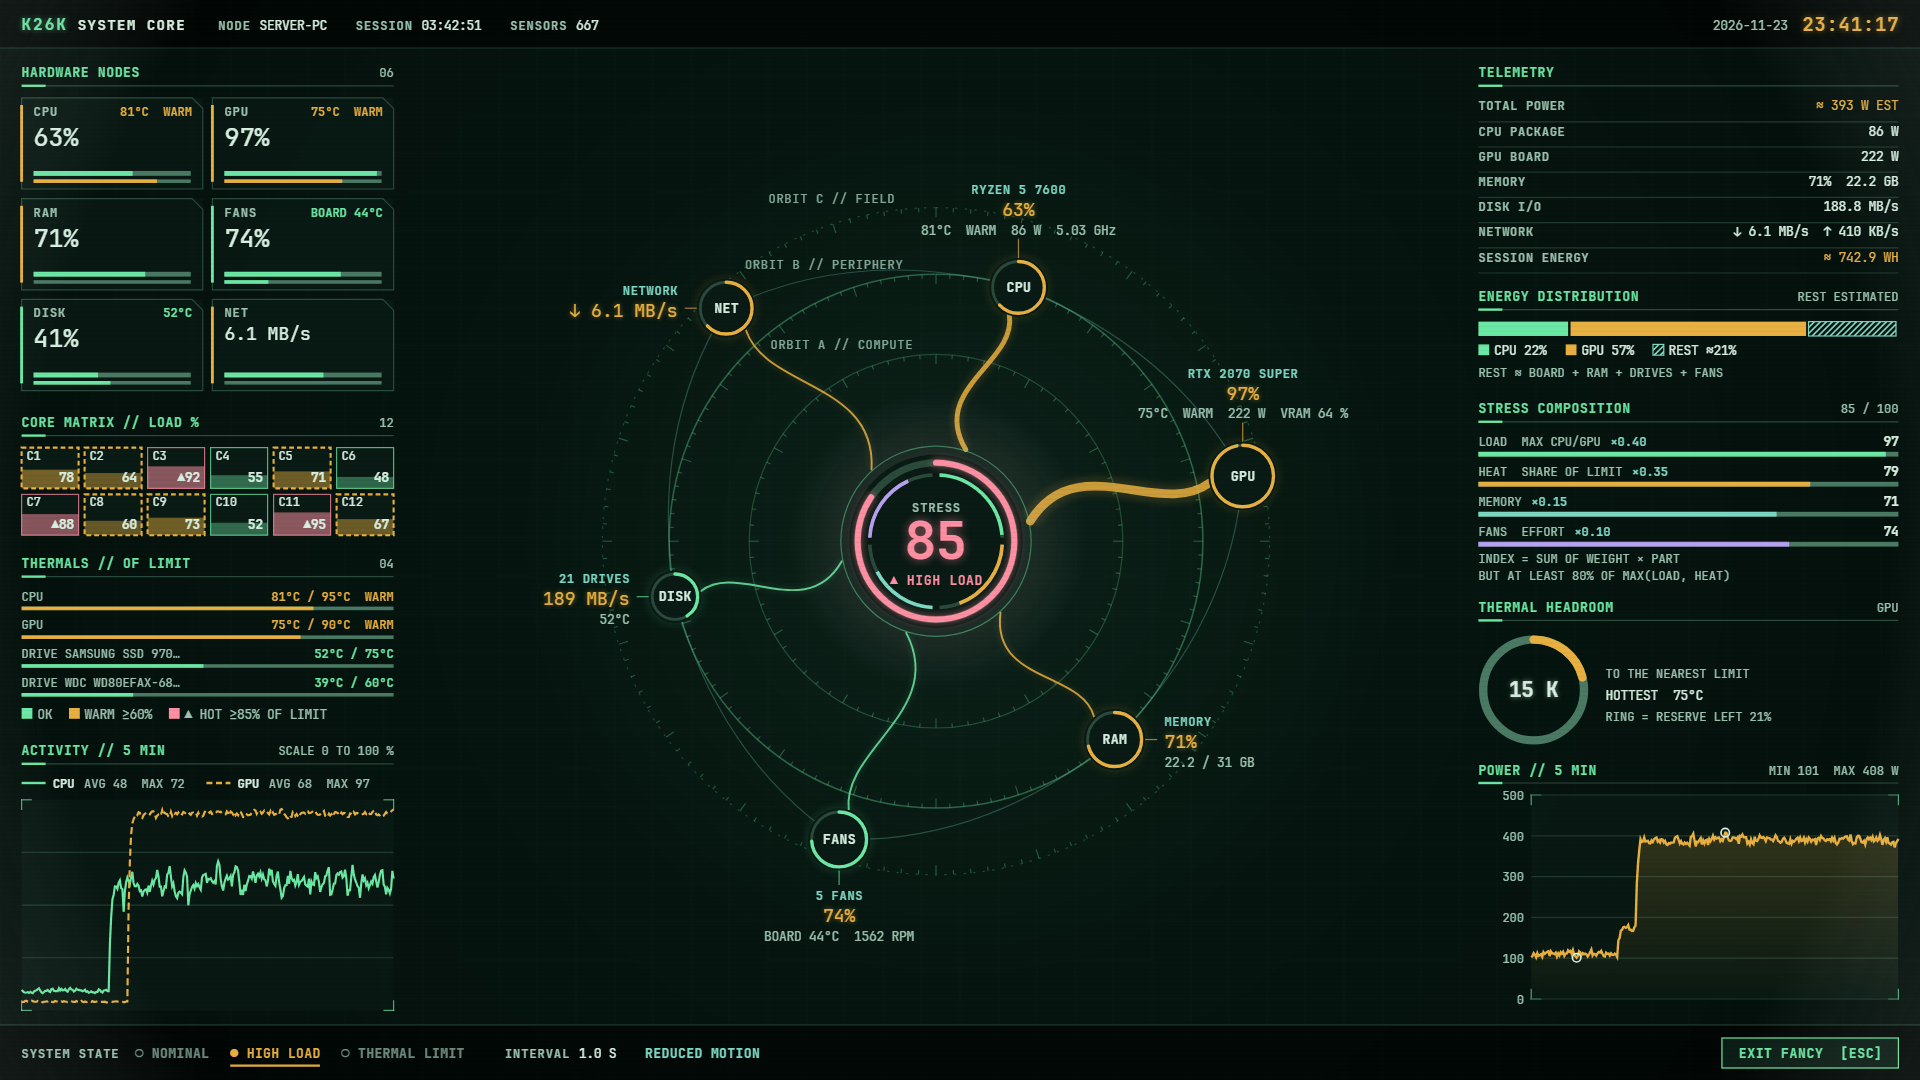 K26K SYSTEM CORE NODE SERVER-PC SESSION 03:42:51 SENSORS 667 2026-11-23 23:41:17
HARDWARE NODES 06
CPU 81°C WARM
63%
GPU 75°C WARM
97%
RAM
71%
FANS BOARD 44°C
74%
DISK 52°C
41%
NET
6.1 MB/s
CORE MATRIX // LOAD % 12
C1 78
C2 64
C3 ▲92
C4 55
C5 71
C6 48
C7 ▲88
C8 60
C9 73
C10 52
C11 ▲95
C12 67
THERMALS // OF LIMIT 04
CPU 81°C / 95°C WARM
GPU 75°C / 90°C WARM
DRIVE SAMSUNG SSD 970… 52°C / 75°C
DRIVE WDC WD80EFAX-68… 39°C / 60°C
OK WARM ≥60% ▲ HOT ≥85% OF LIMIT
ACTIVITY // 5 MIN SCALE 0 TO 100 %
CPU AVG 48 MAX 72 GPU AVG 68 MAX 97
ORBIT C // FIELD
ORBIT B // PERIPHERY
ORBIT A // COMPUTE
RYZEN 5 7600
63%
81°C WARM 86 W 5.03 GHz
CPU
NETWORK
↓ 6.1 MB/s
NET
RTX 2070 SUPER
97%
75°C WARM 222 W VRAM 64 %
GPU
STRESS
85
▲ HIGH LOAD
21 DRIVES
189 MB/s
52°C
DISK
MEMORY
71%
22.2 / 31 GB
RAM
FANS
5 FANS
74%
BOARD 44°C 1562 RPM
TELEMETRY
TOTAL POWER ≈ 393 W EST
CPU PACKAGE 86 W
GPU BOARD 222 W
MEMORY 71% 22.2 GB
DISK I/O 188.8 MB/s
NETWORK ↓ 6.1 MB/s ↑ 410 KB/s
SESSION ENERGY ≈ 742.9 WH
ENERGY DISTRIBUTION REST ESTIMATED
CPU 22% GPU 57% REST ≈21%
REST ≈ BOARD + RAM + DRIVES + FANS
STRESS COMPOSITION 85 / 100
LOAD MAX CPU/GPU ×0.40 97
HEAT SHARE OF LIMIT ×0.35 79
MEMORY ×0.15 71
FANS EFFORT ×0.10 74
INDEX = SUM OF WEIGHT × PART
BUT AT LEAST 80% OF MAX(LOAD, HEAT)
THERMAL HEADROOM GPU
15 K
TO THE NEAREST LIMIT
HOTTEST 75°C
RING = RESERVE LEFT 21%
POWER // 5 MIN MIN 101 MAX 408 W
500
400
300
200
100
0
SYSTEM STATE NOMINAL HIGH LOAD THERMAL LIMIT INTERVAL 1.0 S REDUCED MOTION EXIT FANCY [ESC]